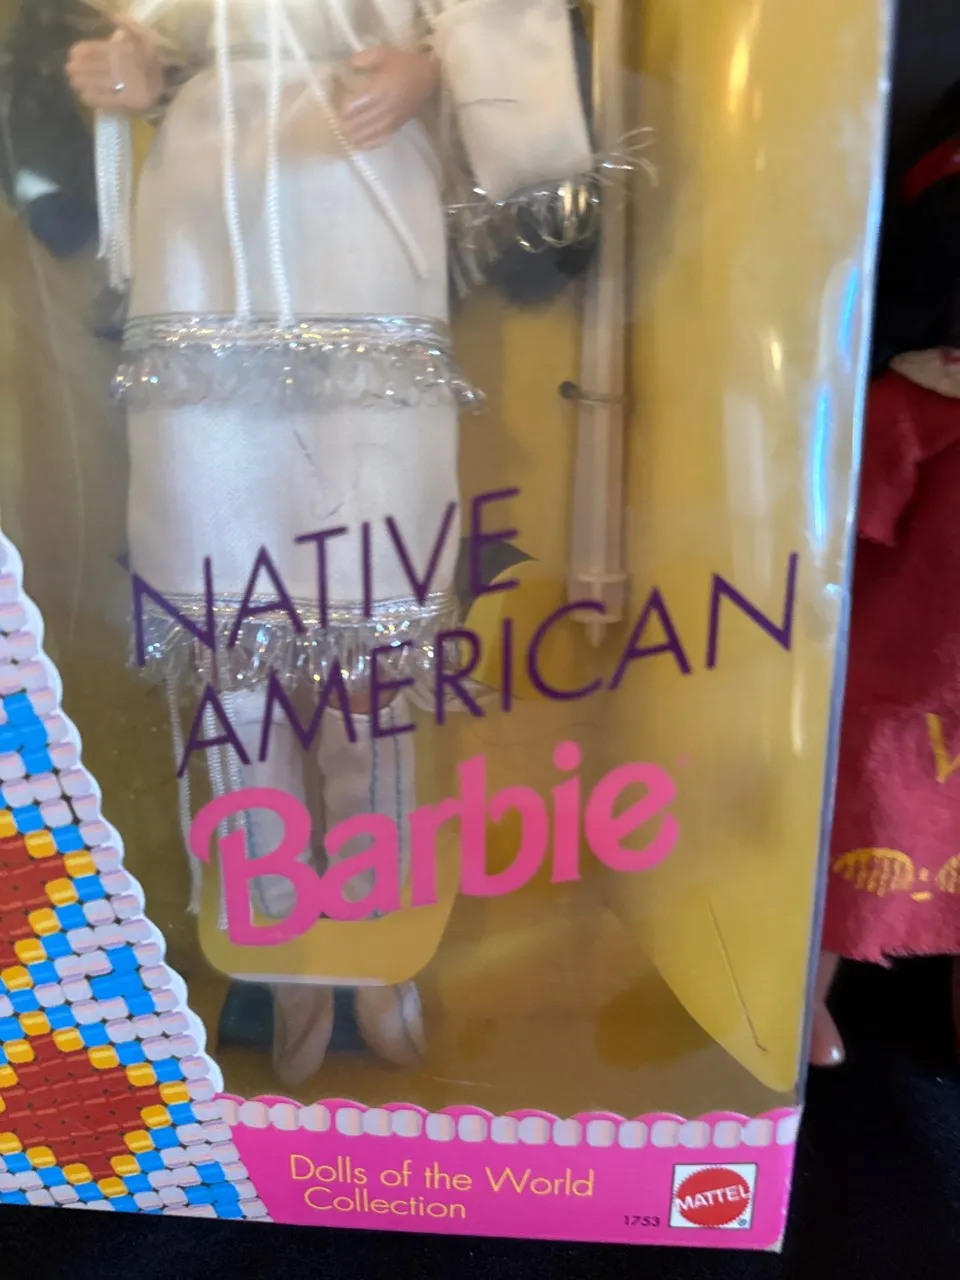 NATIVE
AMERICAN
Barbie
Dolls of the World
Collection
1753
MATTEL